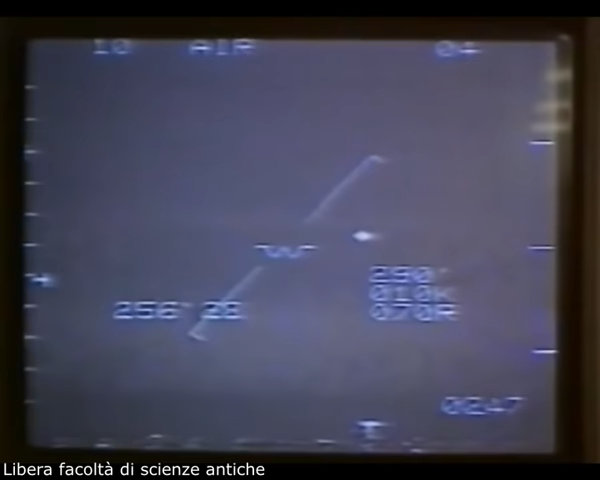 10 AIR 04
256° 28
290°
010K
070R
0247
Libera facoltà di scienze antiche